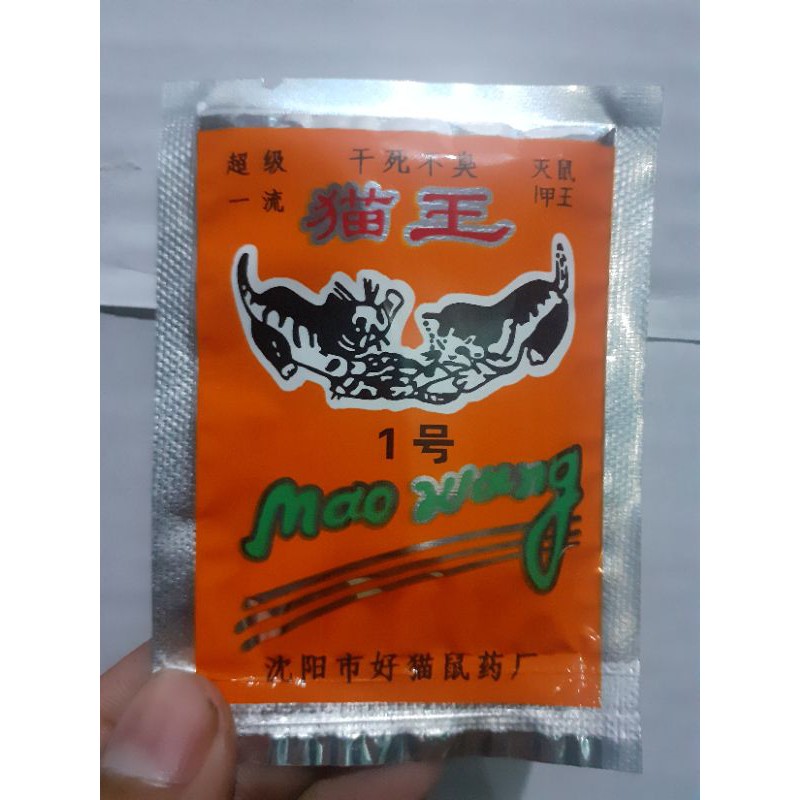 超级 干死不臭 灭鼠
一流 猫王 呷王
1号
Mao Wang
沈阳市好猫鼠药厂